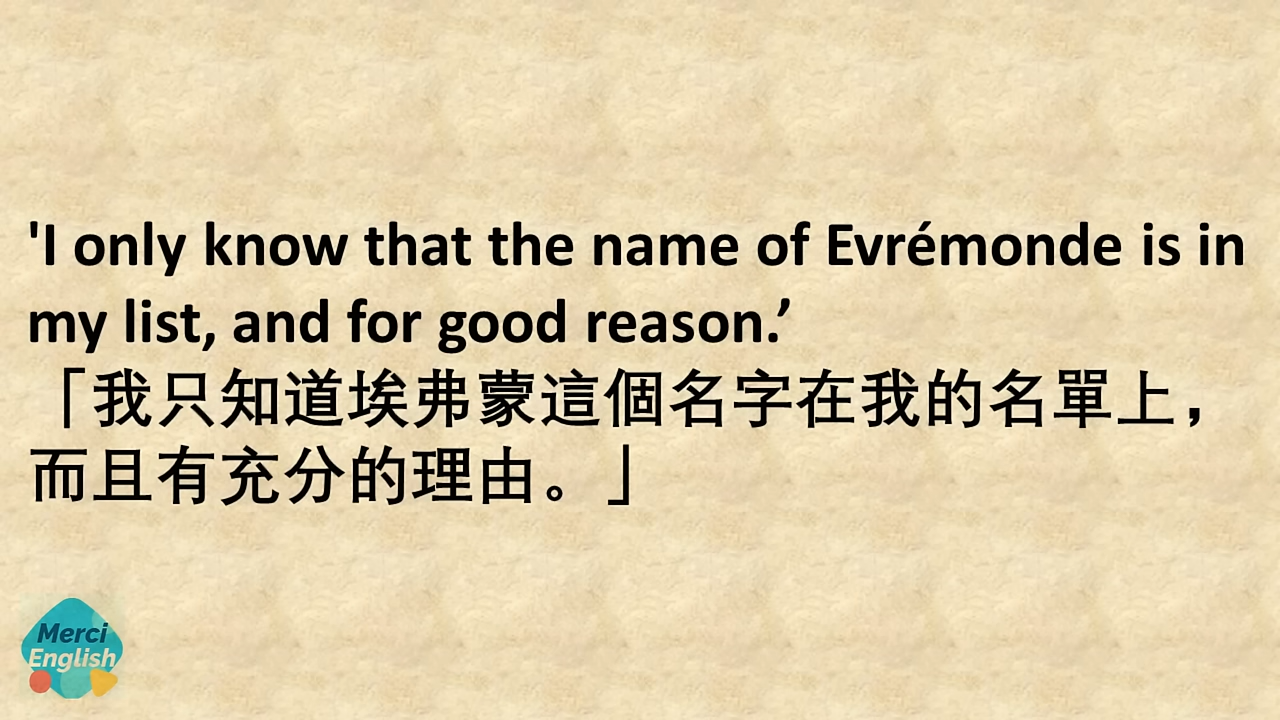 'I only know that the name of Evrémonde is in
my list, and for good reason.’
「我只知道埃弗蒙這個名字在我的名單上，
而且有充分的理由。」
Merci
English